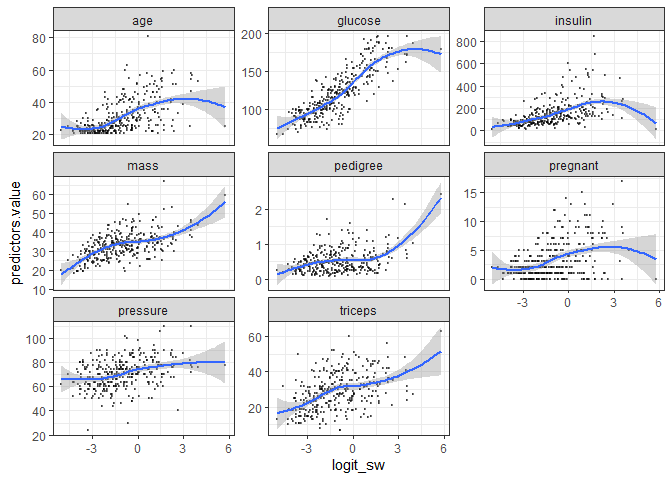 age glucose insulin
80 60 40 20
200 150 100
800 600 400 200 0
mass pedigree pregnant
60 50 40 30 20 10
2 1 0
15 10 5 0
-3 0 3 6
pressure triceps
100 80 60 40 20
60 40 20
-3 0 3 6
-3 0 3 6
predictors.value
logit_sw